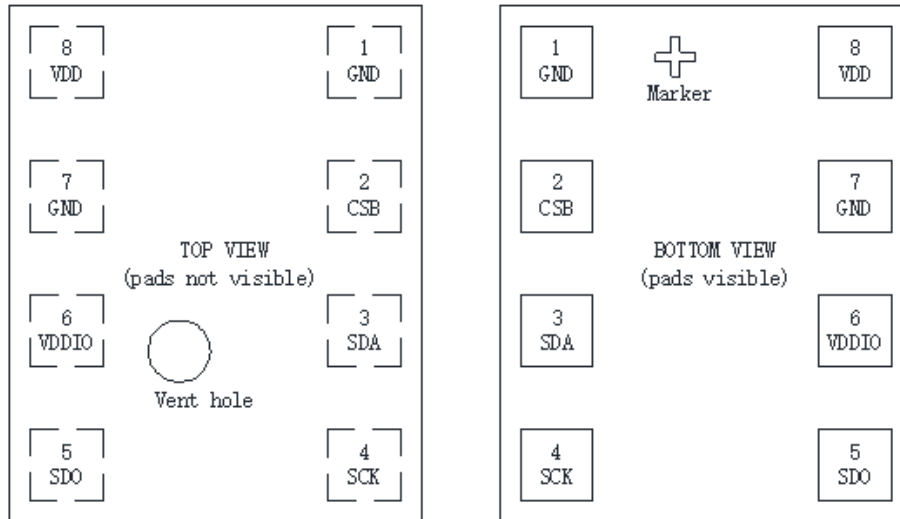 8
VDD
1
GND
7
GND
2
CSB
TOP VIEW
(pads not visible)
6
VDDIO
3
SDA
Vent hole
5
SDO
4
SCK
1
GND
Marker
8
VDD
2
CSB
7
GND
BOTTOM VIEW
(pads visible)
3
SDA
6
VDDIO
4
SCK
5
SDO